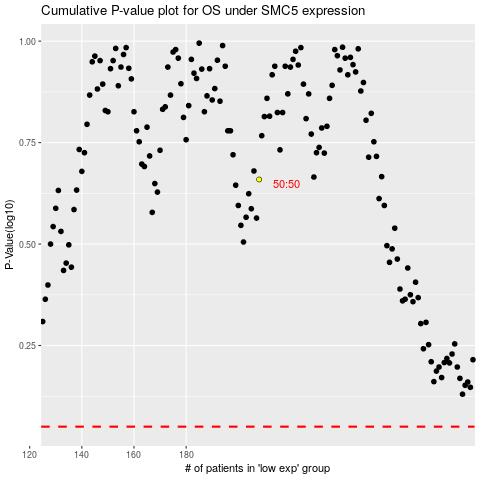 Cumulative P-value plot for OS under SMC5 expression
P-Value(log10)
1.00
0.75
0.50
0.25
50:50
120 140 160 180
# of patients in 'low exp' group